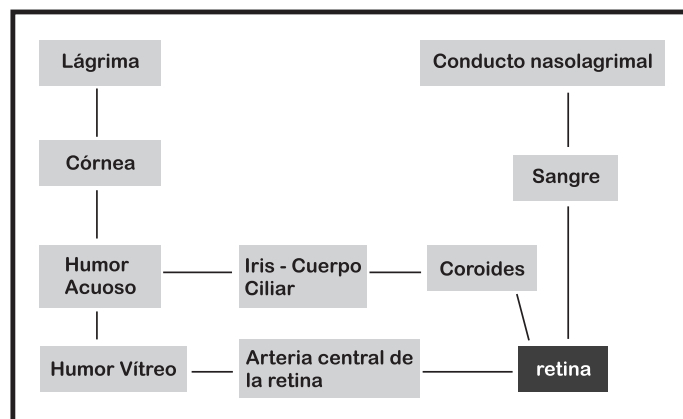 Lágrima
Conducto nasolagrimal
Córnea
Sangre
Humor
Acuoso
Iris - Cuerpo
Ciliar
Coroides
Humor Vítreo
Arteria central de
la retina
retina